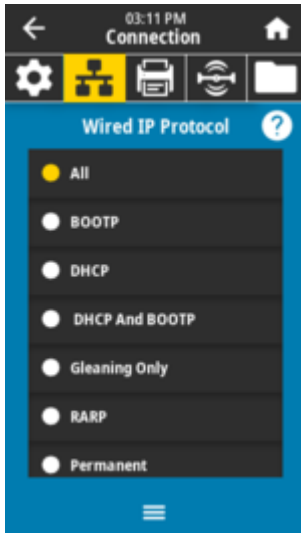 03:11 PM
Connection
Wired IP Protocol
?
All
BOOTP
DHCP
DHCP And BOOTP
Gleaning Only
RARP
Permanent